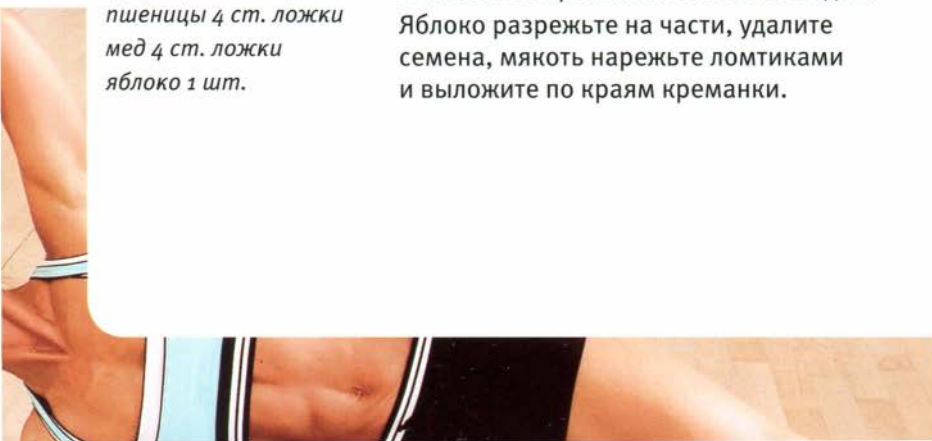 пшеницы 4 ст. ложки
мед 4 ст. ложки
яблоко 1 шт.
Яблоко разрежьте на части, удалите
семена, мякоть нарежьте ломтиками
и выложите по краям креманки.